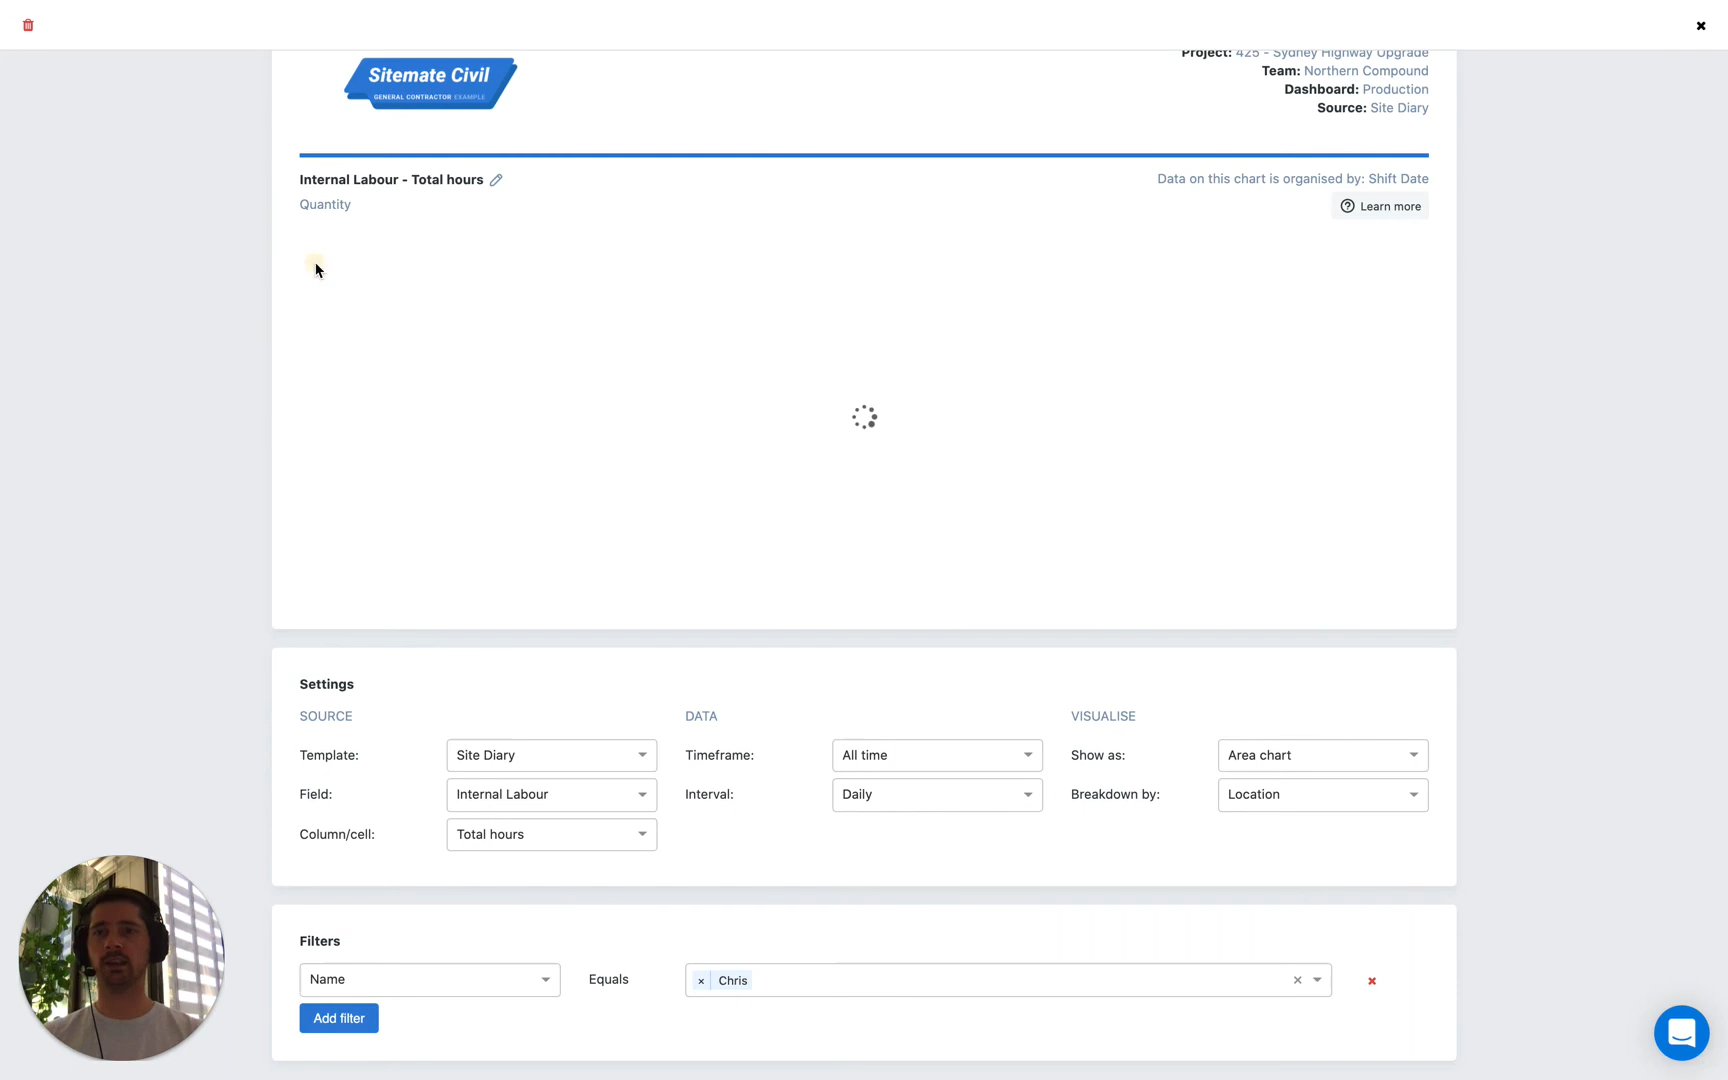 Project: 425 - Sydney Highway Upgrade
Sitemate Civil
GENERAL CONTRACTOR EXAMPLE
Team: Northern Compound
Dashboard: Production
Source: Site Diary
Internal Labour - Total hours
Data on this chart is organised by: Shift Date
Quantity
Learn more
Settings
SOURCE
DATA
VISUALISE
Template: Site Diary
Timeframe: All time
Show as: Area chart
Field: Internal Labour
Interval: Daily
Breakdown by: Location
Column/cell: Total hours
Filters
Name Equals × Chris
Add filter